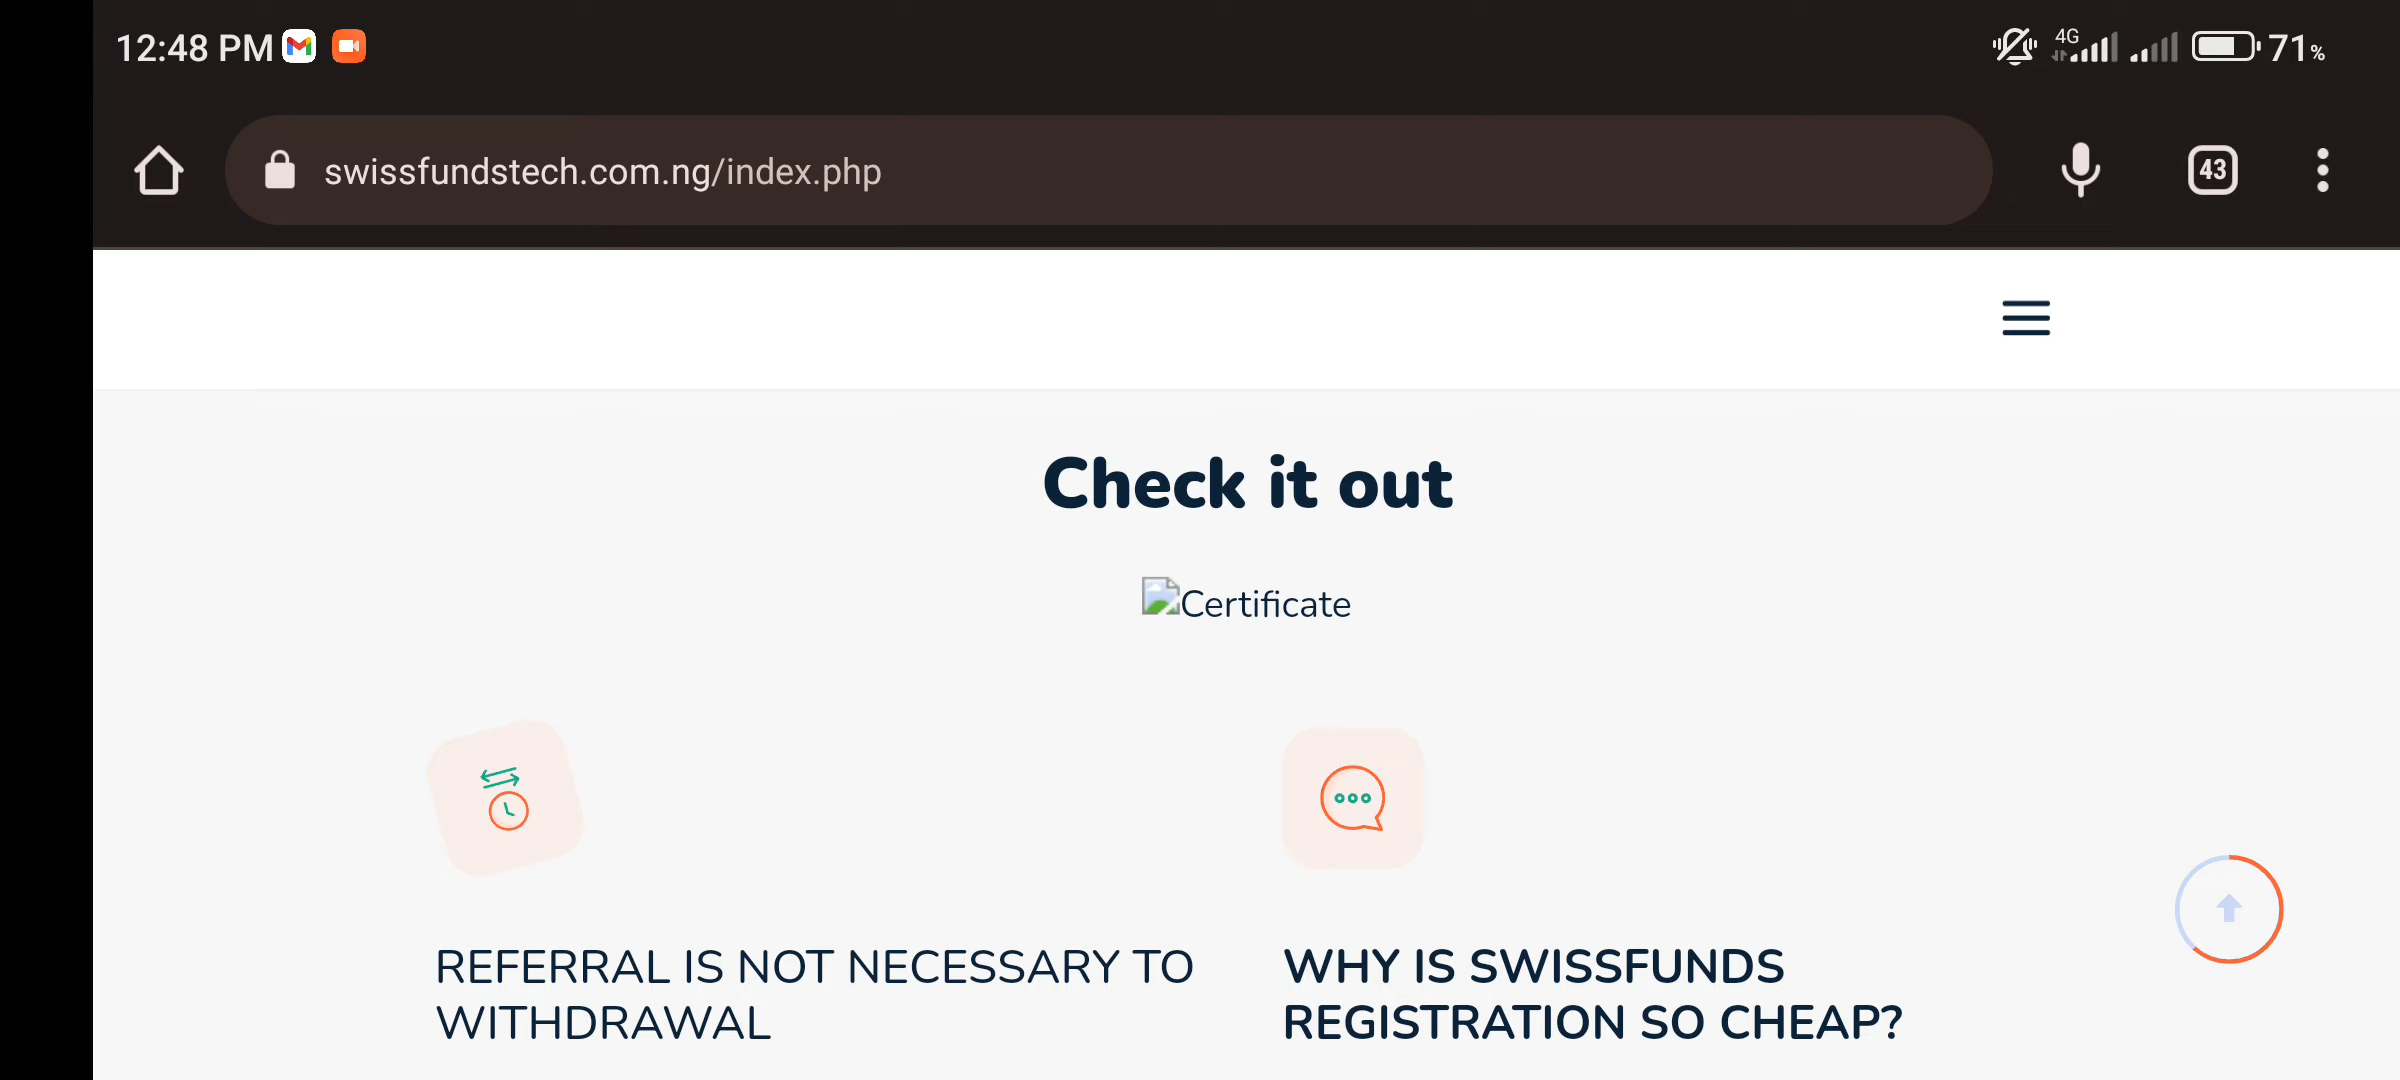 12:48 PM
4G
71%
swissfundstech.com.ng/index.php
43
Check it out
Certificate
REFERRAL IS NOT NECESSARY TO
WITHDRAWAL
WHY IS SWISSFUNDS
REGISTRATION SO CHEAP?